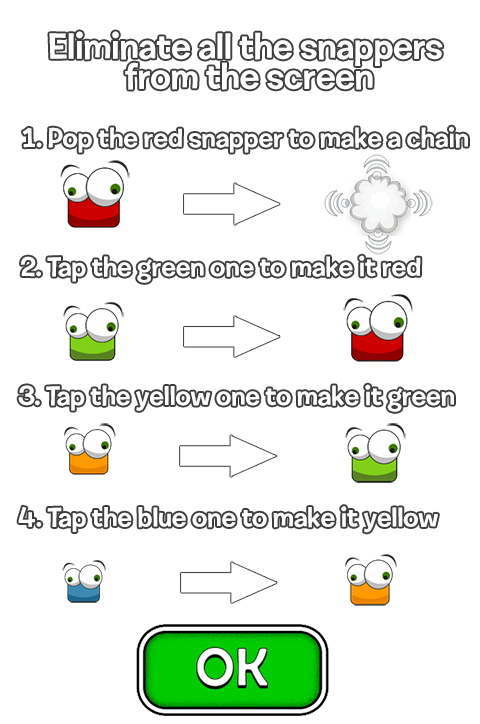 Eliminate all the snappers
from the screen
1. Pop the red snapper to make a chain
2. Tap the green one to make it red
3. Tap the yellow one to make it green
4. Tap the blue one to make it yellow
OK